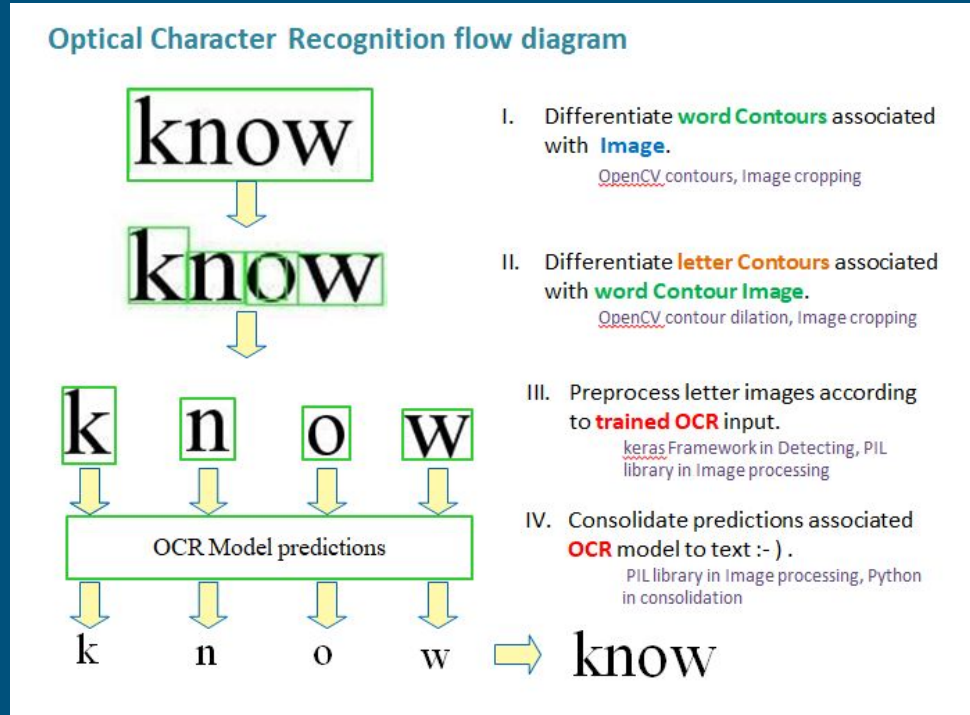 Optical Character Recognition flow diagram
know
know
k n o w
OCR Model predictions
k n o w
know
I. Differentiate word Contours associated
with Image.
OpenCV contours, Image cropping
II. Differentiate letter Contours associated
with word Contour Image.
OpenCV contour dilation, Image cropping
III. Preprocess letter images according
to trained OCR input.
keras Framework in Detecting, PIL
library in Image processing
IV. Consolidate predictions associated
OCR model to text :- ) .
PIL library in Image processing, Python
in consolidation